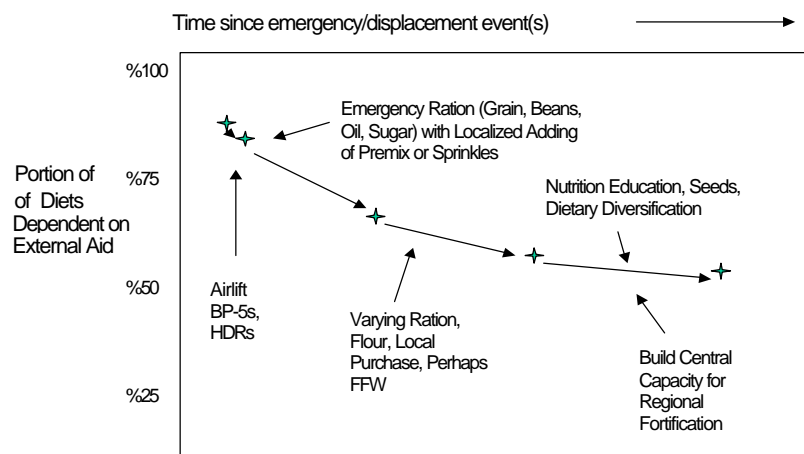 Time since emergency/displacement event(s)
%100
Emergency Ration (Grain, Beans,
Oil, Sugar) with Localized Adding
of Premix or Sprinkles
Portion of
of Diets
Dependent on
External Aid
%75
Nutrition Education, Seeds,
Dietary Diversification
%50
Airlift
BP-5s,
HDRs
Varying Ration,
Flour, Local
Purchase, Perhaps
FFW
Build Central
Capacity for
Regional
Fortification
%25